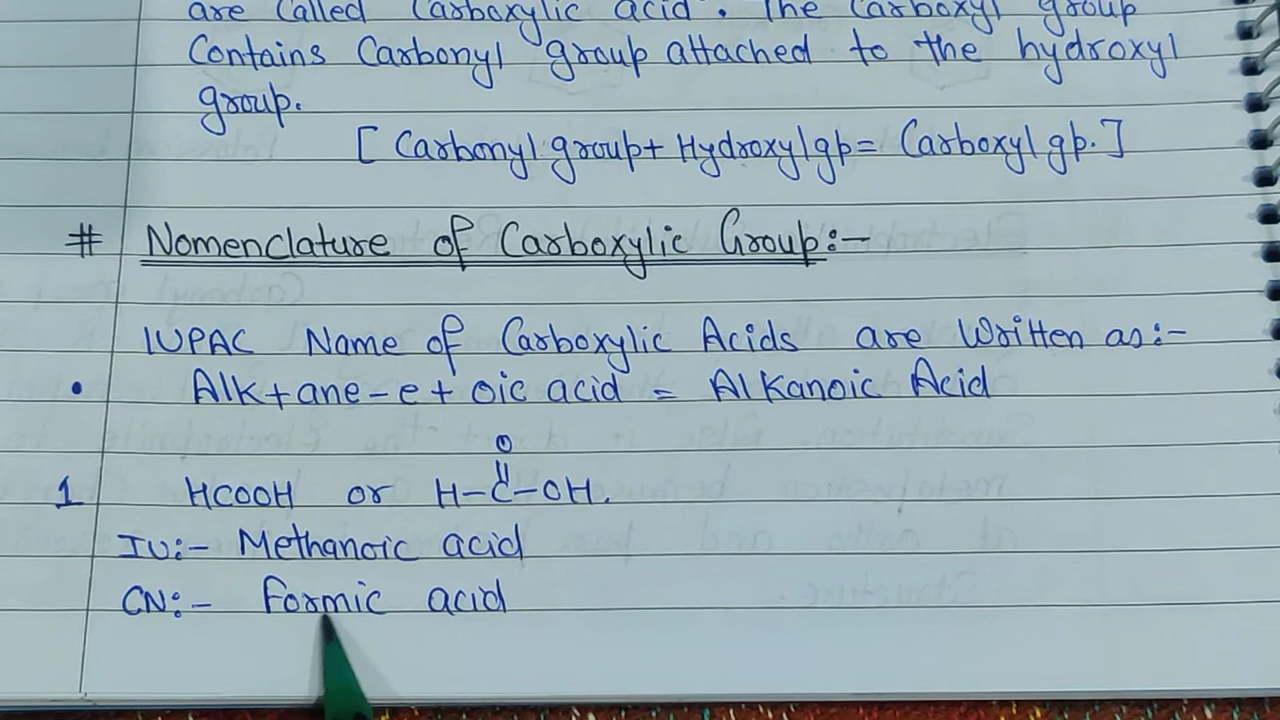 are called Carboxylic acid. The Carboxyl group
Contains Carbonyl group attached to the hydroxyl
group.
[ Carbonyl group + Hydroxyl gp = Carboxyl gp. ]
# Nomenclature of Carboxylic Group:-
IUPAC Name of Carboxylic Acids are Written as:-
• Alk + ane - e + oic acid = Alkanoic Acid
O
1 HCOOH or H-C-OH.
IU:- Methanoic acid
CN:- Formic acid